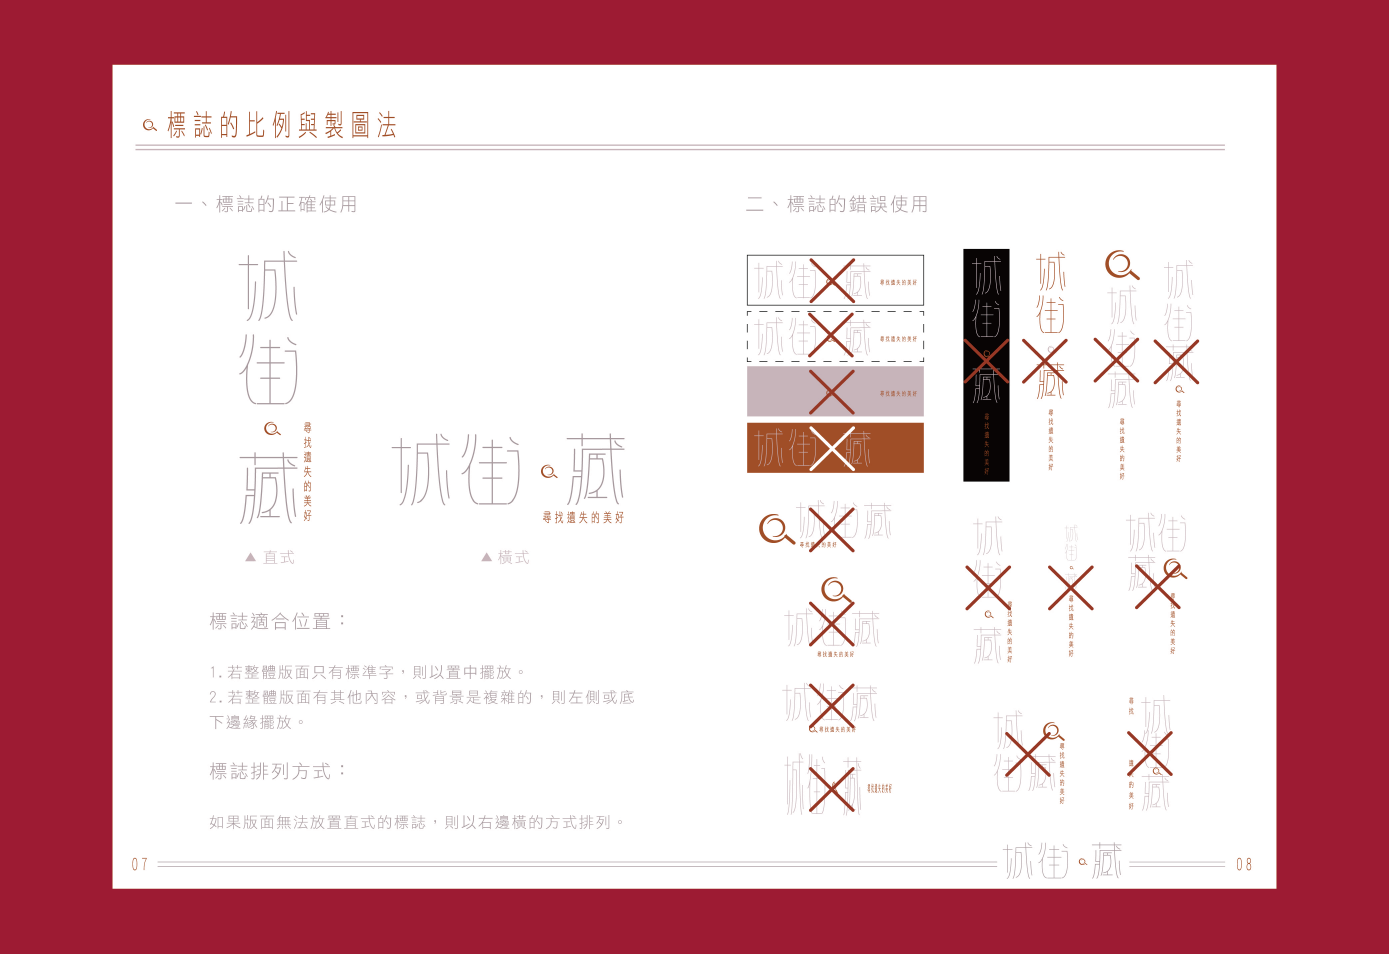 標誌的比例與製圖法
一、標誌的正確使用
城街藏
尋找遺失的美好
▲ 直式
城街藏
尋找遺失的美好
▲ 橫式
標誌適合位置：
1.若整體版面只有標準字，則以置中擺放。
2.若整體版面有其他內容，或背景是複雜的，則左側或底
下邊緣擺放。
標誌排列方式：
如果版面無法放置直式的標誌，則以右邊橫的方式排列。
二、標誌的錯誤使用
城街藏
尋找遺失的美好
城街藏
尋找遺失的美好
尋找遺失的美好
城街藏
城街藏
尋找遺失的美好
城街藏
尋找遺失的美好
城街藏
尋找遺失的美好
城街藏
尋找遺失的美好
城街藏
尋找遺失的美好
城街藏
尋找遺失的美好
城街藏
尋找遺失的美好
城街藏
尋找遺失的美好
城街藏
尋找遺失的美好
城街
尋找遺失的美好
城街
藏
尋找遺失的美好
城
街藏
尋找遺失的美好
城街藏
尋找
遺
的美好
07
城街藏
08